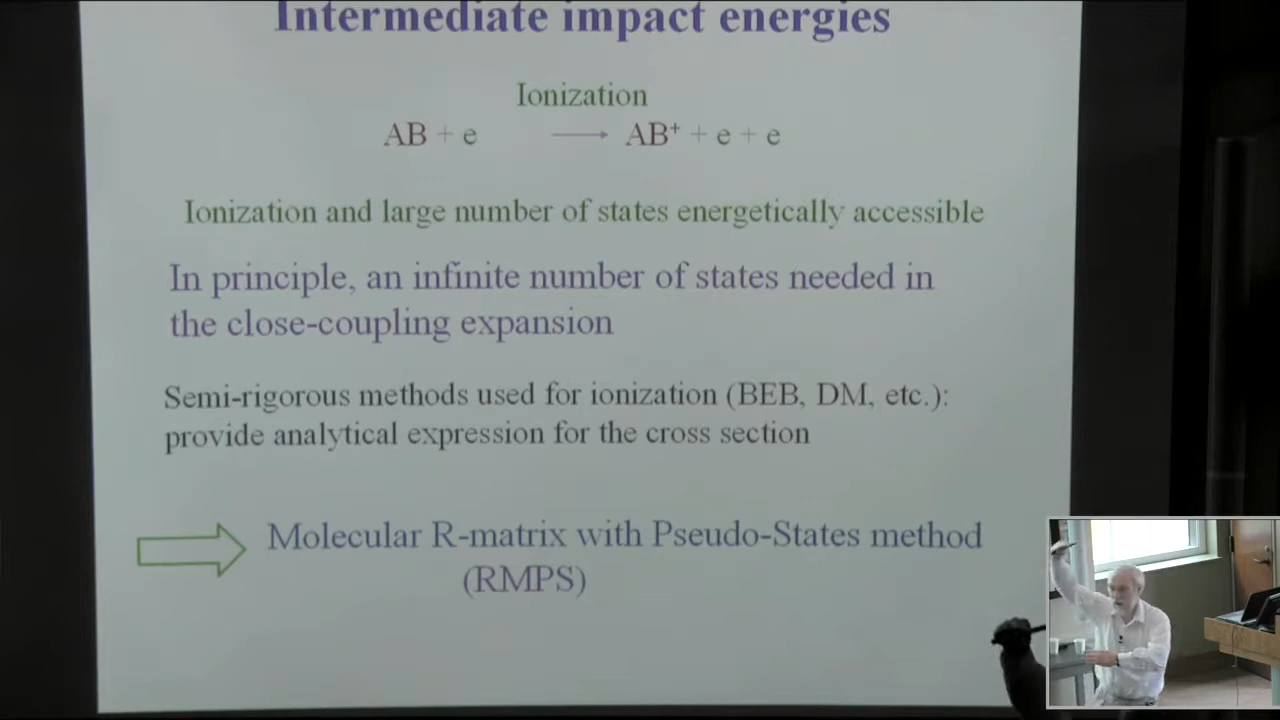 Intermediate impact energies
Ionization
AB + e ⟶ AB⁺ + e + e
Ionization and large number of states energetically accessible
In principle, an infinite number of states needed in
the close-coupling expansion
Semi-rigorous methods used for ionization (BEB, DM, etc.):
provide analytical expression for the cross section
Molecular R-matrix with Pseudo-States method
(RMPS)